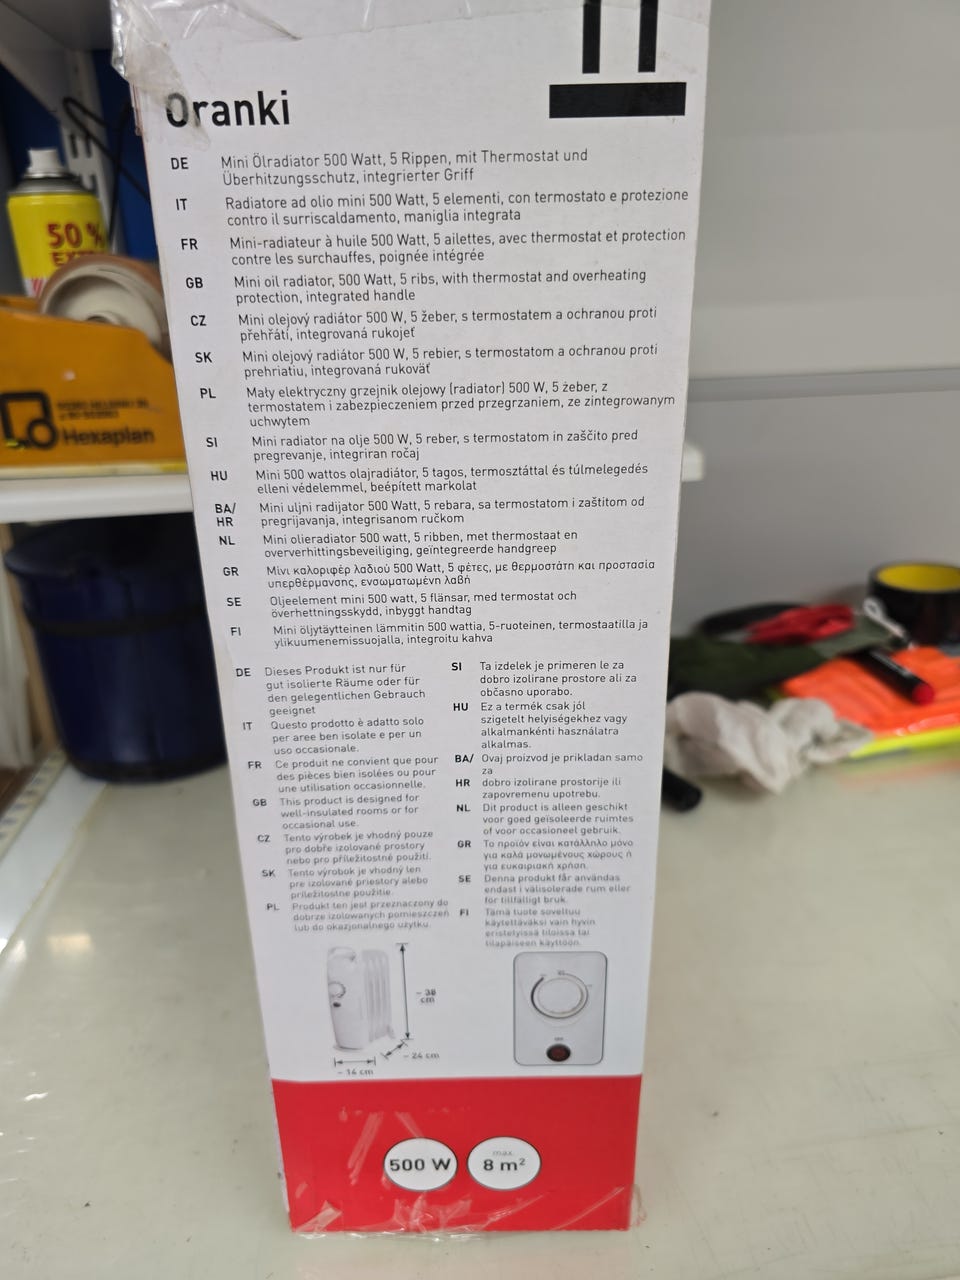 Oranki
DE Mini Ölradiator 500 Watt, 5 Rippen, mit Thermostat und
Überhitzungsschutz, integrierter Griff
IT Radiatore ad olio mini 500 Watt, 5 elementi, con termostato e protezione
contro il surriscaldamento, maniglia integrata
FR Mini-radiateur à huile 500 Watt, 5 ailettes, avec thermostat et protection
contre les surchauffes, poignée intégrée
GB Mini oil radiator, 500 Watt, 5 ribs, with thermostat and overheating
protection, integrated handle
CZ Mini olejový radiátor 500 W, 5 žeber, s termostatem a ochranou proti
přehřátí, integrovaná rukojeť
SK Mini olejový radiátor 500 W, 5 rebier, s termostatom a ochranou proti
prehriatiu, integrovaná rukoväť
PL Mały elektryczny grzejnik olejowy (radiator) 500 W, 5 żeber, z
termostatem i zabezpieczeniem przed przegrzaniem, ze zintegrowanym
uchwytem
SI Mini radiator na olje 500 W, 5 reber, s termostatom in zaščito pred
pregrevanje, integriran ročaj
HU Mini 500 wattos olajradiátor, 5 tagos, termosztáttal és túlmelegedés
elleni védelemmel, beépített markolat
BA/ Mini uljni radijator 500 Watt, 5 rebara, sa termostatom i zaštitom od
HR pregrijavanja, integrisanom ručkom
NL Mini olieradiator 500 watt, 5 ribben, met thermostaat en
oververhittingsbeveiliging, geïntegreerde handgreep
GR Μίνι καλοριφέρ λαδιού 500 Watt, 5 φέτες, με θερμοστάτη και προστασία
υπερθέρμανσης, ενσωματωμένη λαβή
SE Oljeelement mini 500 watt, 5 flänsar, med termostat och
överhettningsskydd, inbyggt handtag
FI Mini öljytäytteinen lämmitin 500 wattia, 5-ruoteinen, termostaatilla ja
ylikuumenemissuojalla, integroitu kahva
DE Dieses Produkt ist nur für
gut isolierte Räume oder für
den gelegentlichen Gebrauch
geeignet
IT Questo prodotto è adatto solo
per aree ben isolate e per un
uso occasionale.
FR Ce produit ne convient que pour
des pièces bien isolées ou pour
une utilisation occasionnelle.
GB This product is designed for
well-insulated rooms or for
occasional use.
CZ Tento výrobek je vhodný pouze
pro dobře izolované prostory
nebo pro příležitostné použití.
SK Tento výrobok je vhodný len
pre izolované priestory alebo
príležitostne použitie.
PL Produkt ten jest przeznaczony do
dobrze izolowanych pomieszczeń
lub do okazjonalnego użytku.
SI Ta izdelek je primeren le za
dobro izolirane prostore ali za
občasno uporabo.
HU Ez a termék csak jól
szigetelt helyiségekhez vagy
alkalmankénti használatra
alkalmas.
BA/ Ovaj proizvod je prikladan samo
za
HR dobro izolirane prostorije ili
zapovremenu upotrebu.
NL Dit product is alleen geschikt
voor goed geïsoleerde ruimtes
of voor occasioneel gebruik.
GR Το προϊόν είναι κατάλληλο μόνο
για καλά μονωμένους χώρους ή
για ευκαιριακή χρήση.
SE Denna produkt får användas
endast i välisolerade rum eller
för tillfälligt bruk.
FI Tämä tuote soveltuu
käytettäväksi vain hyvin
eristetyissä tiloissa tai
tilapäiseen käyttöön.
~ 38
cm
~ 24 cm
~ 14 cm
500 W
max.
8 m²
50 %
EXTRA
Hexaplan